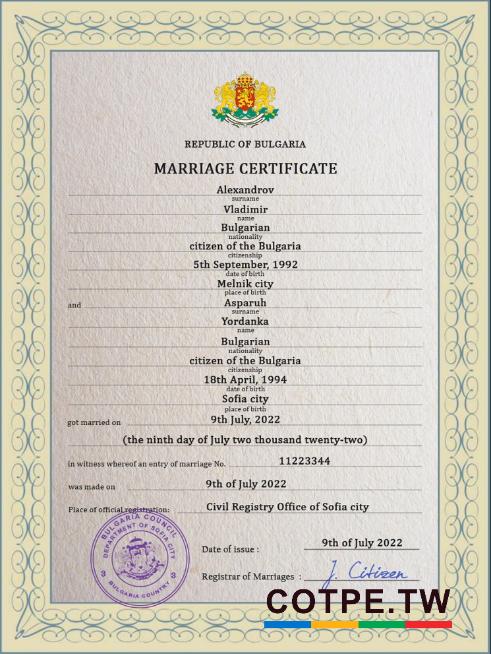 REPUBLIC OF BULGARIA
MARRIAGE CERTIFICATE
Alexandrov
surname
Vladimir
name
Bulgarian
nationality
citizen of the Bulgaria
citizenship
5th September, 1992
date of birth
Melnik city
place of birth
and Asparuh
surname
Yordanka
name
Bulgarian
nationality
citizen of the Bulgaria
citizenship
18th April, 1994
date of birth
Sofia city
place of birth
got married on 9th July, 2022
(the ninth day of July two thousand twenty-two)
in witness whereof an entry of marriage No. 11223344
was made on 9th of July 2022
Place of official registration: Civil Registry Office of Sofia city
BULGARIA COUNCIL
DEPARTMENT OF SOFIA CITY
BULGARIA COUNTRY
Date of issue : 9th of July 2022
Registrar of Marriages : J. Citizen
COTPE.TW